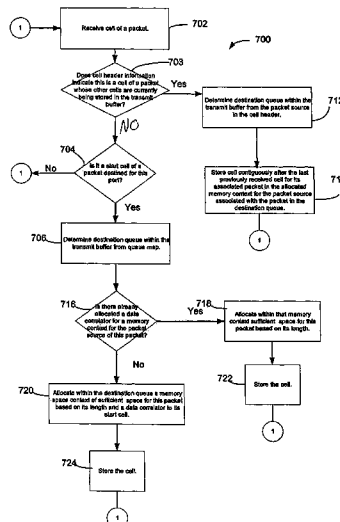 1
Receive cell of a packet.
702
700
703
Does cell header information
indicate this is a cell of a packet
whose other cells are currently
being stored in the transmit
buffer?
Yes
Determine destination queue within the
transmit buffer from the packet source
in the cell header.
NO
704
Is it a start cell of a
packet destined for this
port?
No
1
Store cell contiguously after the last
previously received cell for its
associated packet in the allocated
memory context for the packet source
associated with the packet in the
destination queue.
Yes
1
706
Determine destination queue within the
transmit buffer from queue map.
716
Is there already
allocated a data
correlator for a memory
context for the packet
source of this packet?
Yes
718
Allocate within that memory
context sufficient space for this
packet based on its length.
No
720
Allocate within the destination queue a memory
space context of sufficient space for this packet
based on its length and a data correlator to its
start cell.
722
Store the cell.
1
724
Store the cell.
1